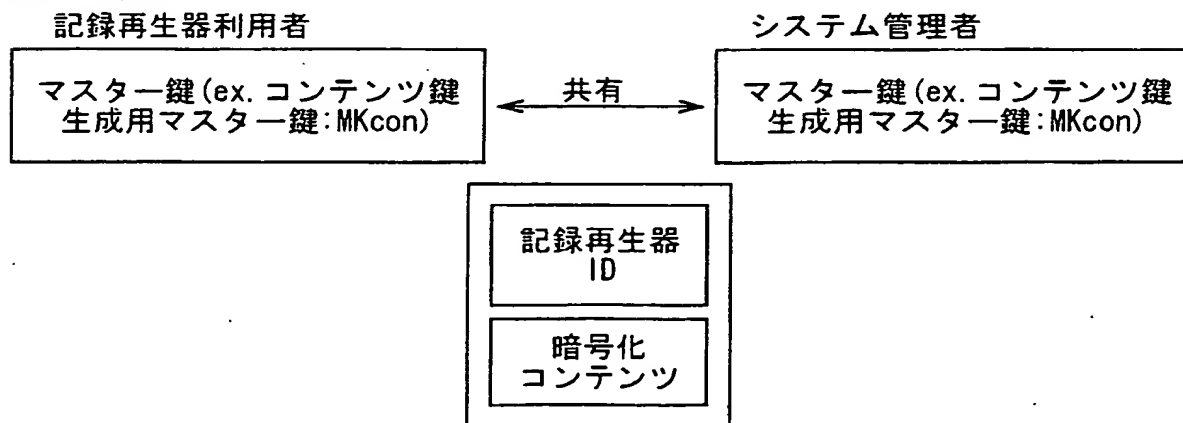 記録再生器利用者
システム管理者
マスター鍵(ex.コンテンツ鍵
生成用マスター鍵:MKcon)
共有
マスター鍵(ex.コンテンツ鍵
生成用マスター鍵:MKcon)
記録再生器
ID
暗号化
コンテンツ